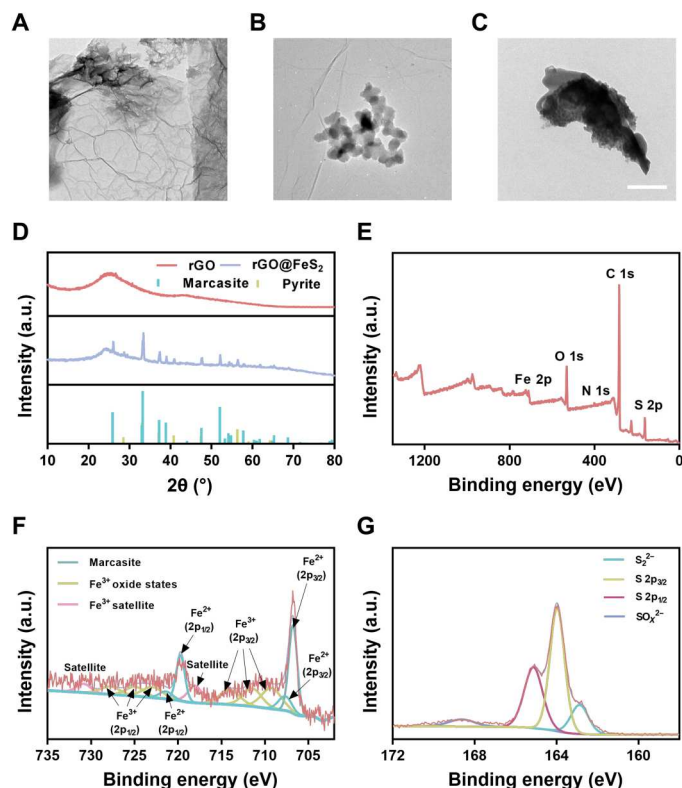 A
B
C
D
rGO
rGO@FeS₂
Marcasite
Pyrite
Intensity (a.u.)
10 20 30 40 50 60 70 80
2θ (°)
E
C 1s
O 1s
Fe 2p
N 1s
S 2p
Intensity (a.u.)
1200 800 400 0
Binding energy (eV)
F
Marcasite
Fe³⁺ oxide states
Fe³⁺ satellite
Fe²⁺
(2p₃/₂)
Fe²⁺
(2p₁/₂)
Fe³⁺
(2p₃/₂)
Fe²⁺
(2p₃/₂)
Satellite
Satellite
Fe³⁺
(2p₁/₂)
Fe²⁺
(2p₁/₂)
Intensity (a.u.)
735 730 725 720 715 710 705
Binding energy (eV)
G
S₂²⁻
S 2p₃/₂
S 2p₁/₂
SOₓ²⁻
Intensity (a.u.)
172 168 164 160
Binding energy (eV)